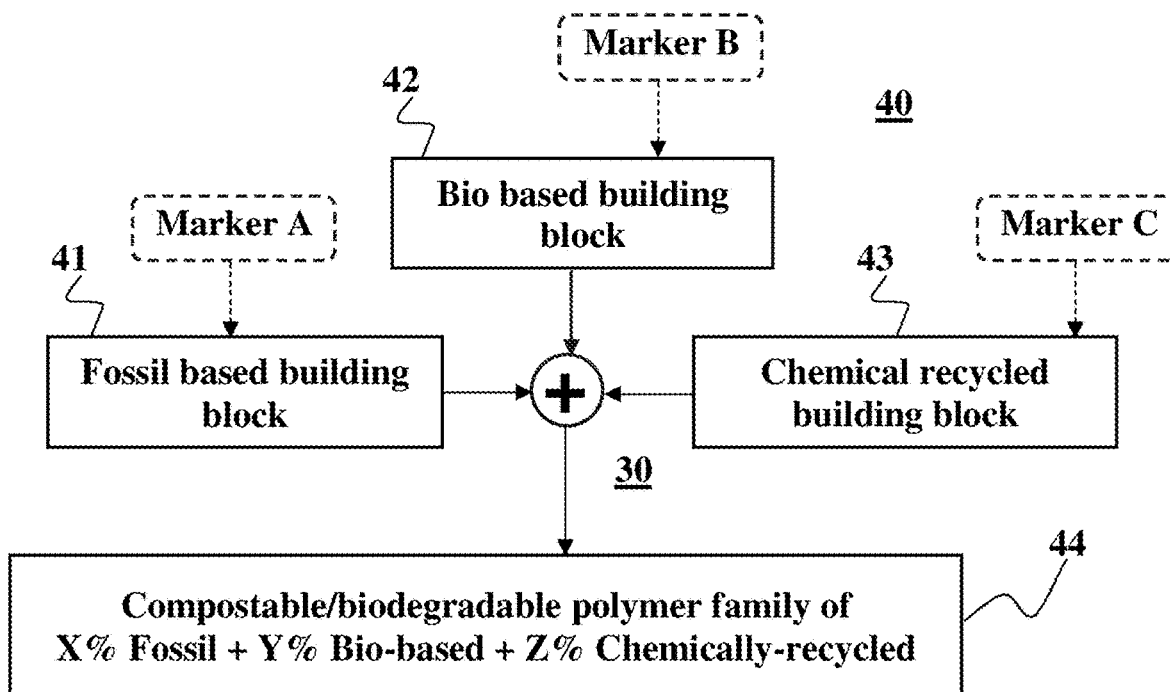 Marker B
42
40
Bio based building
block
Marker A
Marker C
41
43
Fossil based building
block
+
Chemical recycled
building block
30
44
Compostable/biodegradable polymer family of
X% Fossil + Y% Bio-based + Z% Chemically-recycled